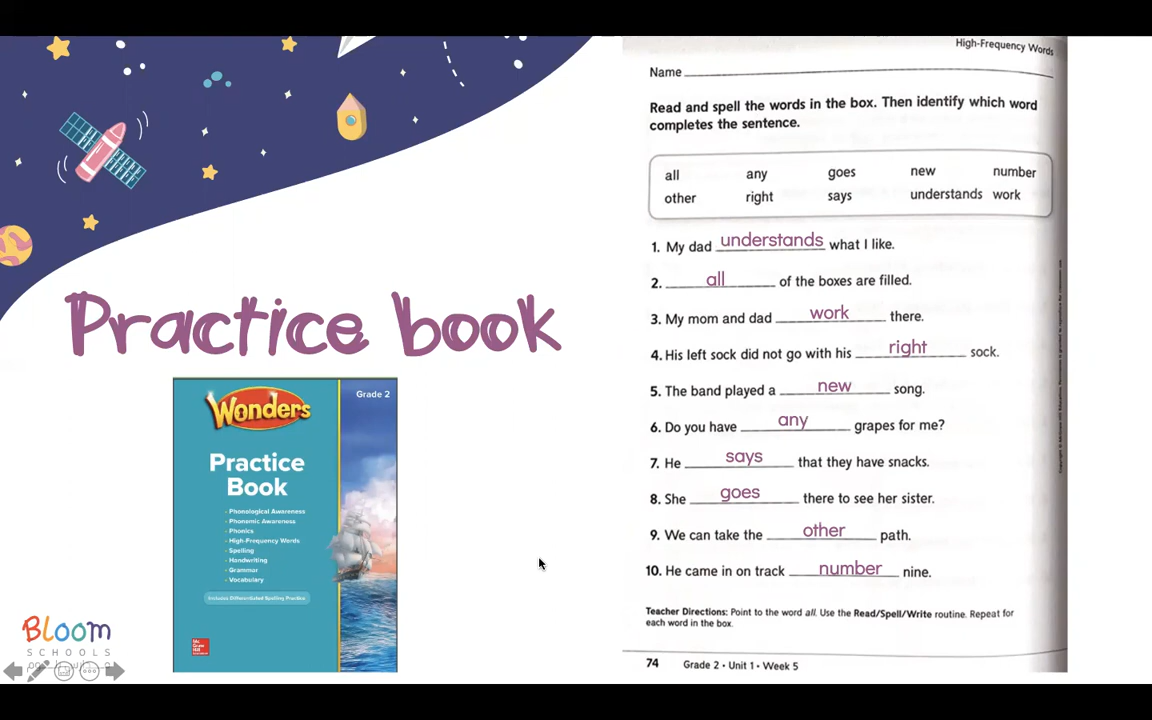 Practice book
Wonders
Grade 2
Practice
Book
• Phonological Awareness
• Phonemic Awareness
• Phonics
• High-Frequency Words
• Spelling
• Handwriting
• Grammar
• Vocabulary
Includes Differentiated Spelling Practice
Mc
Graw
Hill
BLOOM
SCHOOLS
High-Frequency Words
Name
Read and spell the words in the box. Then identify which word
completes the sentence.
all any goes new number
other right says understands work
1. My dad understands what I like.
2. all of the boxes are filled.
3. My mom and dad work there.
4. His left sock did not go with his right sock.
5. The band played a new song.
6. Do you have any grapes for me?
7. He says that they have snacks.
8. She goes there to see her sister.
9. We can take the other path.
10. He came in on track number nine.
Teacher Directions: Point to the word all. Use the Read/Spell/Write routine. Repeat for
each word in the box.
74 Grade 2 • Unit 1 • Week 5